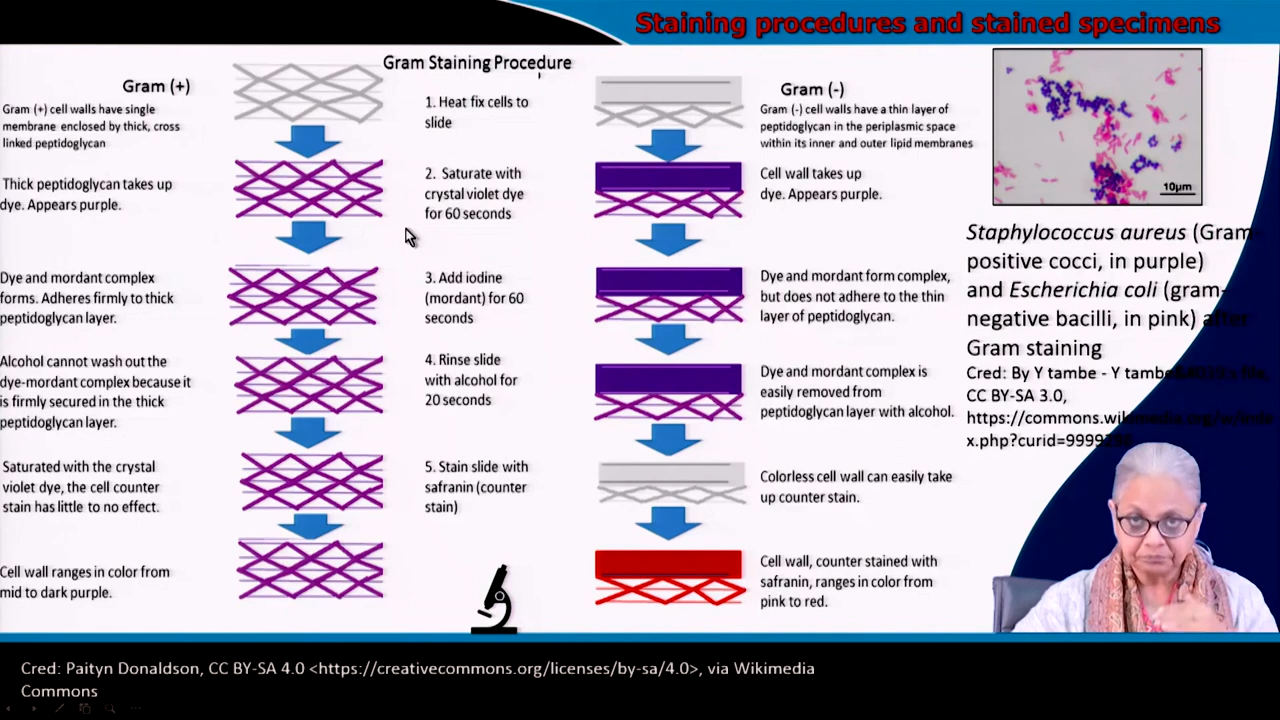 Staining procedures and stained specimens
Gram Staining Procedure
Gram (+)
Gram (+) cell walls have single
membrane enclosed by thick, cross
linked peptidoglycan
Thick peptidoglycan takes up
dye. Appears purple.
Dye and mordant complex
forms. Adheres firmly to thick
peptidoglycan layer.
Alcohol cannot wash out the
dye-mordant complex because it
is firmly secured in the thick
peptidoglycan layer.
Saturated with the crystal
violet dye, the cell counter
stain has little to no effect.
Cell wall ranges in color from
mid to dark purple.
1. Heat fix cells to
slide
2. Saturate with
crystal violet dye
for 60 seconds
3. Add iodine
(mordant) for 60
seconds
4. Rinse slide
with alcohol for
20 seconds
5. Stain slide with
safranin (counter
stain)
Gram (-)
Gram (-) cell walls have a thin layer of
peptidoglycan in the periplasmic space
within its inner and outer lipid membranes
Cell wall takes up
dye. Appears purple.
Dye and mordant form complex,
but does not adhere to the thin
layer of peptidoglycan.
Dye and mordant complex is
easily removed from
peptidoglycan layer with alcohol.
Colorless cell wall can easily take
up counter stain.
Cell wall, counter stained with
safranin, ranges in color from
pink to red.
10µm
Staphylococcus aureus (Gram-
positive cocci, in purple)
and Escherichia coli (gram-
negative bacilli, in pink) after
Gram staining
Cred: By Y tambe - Y file,
CC BY-SA 3.0,
https://commons.wikimedia.org/w/inde
x.php?curid=
Cred: Paityn Donaldson, CC BY-SA 4.0 <https://creativecommons.org/licenses/by-sa/4.0>, via Wikimedia
Commons